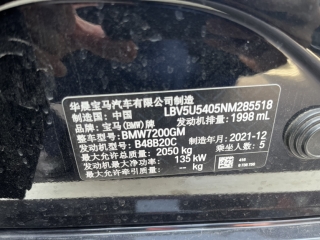 华晨宝马汽车有限公司制造
制造国：中国 LBV5U5405NM285518
品牌：宝马(BMW)牌 发动机排量：1998 mL
整车型号：BMW7200GM
发动机型号：B48B20C 制造年月：2021-12
最大允许总质量：2050 kg 乘坐人数：5
发动机最大净功率：135 kW
最大允许牵引质量：-- kg